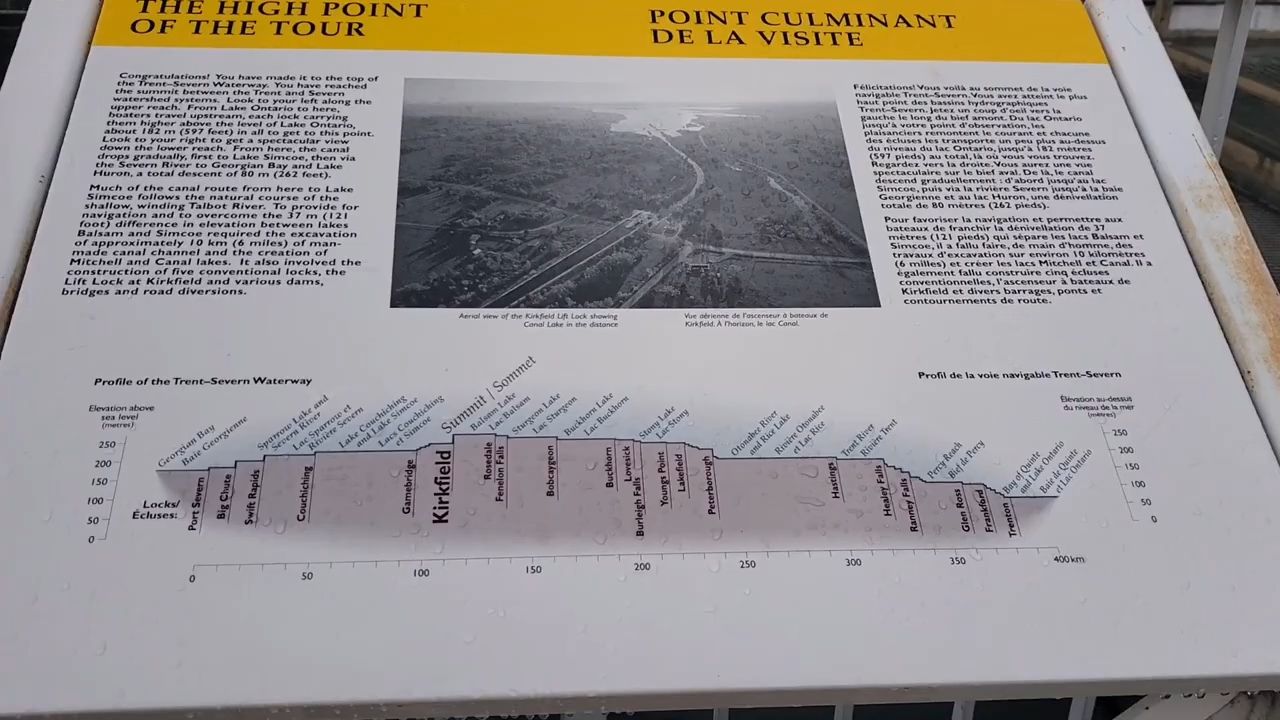 THE HIGH POINT
OF THE TOUR
POINT CULMINANT
DE LA VISITE
Congratulations! You have made it to the top of
the Trent–Severn Waterway. You have reached
the summit between the Trent and Severn
watershed systems. Look to your left along the
upper reach. From Lake Ontario to here,
boaters travel upstream, each lock carrying
them higher above the level of Lake Ontario,
about 182 m (597 feet) in all to get to this point.
Look to your right to get a spectacular view
down the lower reach. From here, the canal
drops gradually, first to Lake Simcoe, then via
the Severn River to Georgian Bay and Lake
Huron, a total descent of 80 m (262 feet).
Much of the canal route from here to Lake
Simcoe follows the natural course of the
shallow, winding Talbot River. To provide for
navigation and to overcome the 37 m (121
foot) difference in elevation between lakes
Balsam and Simcoe required the excavation
of approximately 10 km (6 miles) of man-
made canal channel and the creation of
Mitchell and Canal lakes. It also involved the
construction of five conventional locks, the
Lift Lock at Kirkfield and various dams,
bridges and road diversions.
Aerial view of the Kirkfield Lift Lock showing
Canal Lake in the distance
Vue aérienne de l'ascenseur à bateaux de
Kirkfield. À l'horizon, le lac Canal.
Félicitations! Vous voilà au sommet de la voie
navigable Trent–Severn. Vous avez atteint le plus
haut point des bassins hydrographiques
Trent–Severn. Jetez un coup d'oeil vers la
gauche le long du bief amont. Du lac Ontario
jusqu'à votre point d'observation, les
plaisanciers remontent le courant et chacune
des écluses les transporte un peu plus au-dessus
du niveau du lac Ontario, jusqu'à 182 mètres
(597 pieds) au total, là où vous vous trouvez.
Regardez vers la droite. Vous aurez une vue
spectaculaire sur le bief aval. De là, le canal
descend graduellement : d'abord jusqu'au lac
Simcoe, puis via la rivière Severn jusqu'à la baie
Georgienne et au lac Huron, une dénivellation
totale de 80 mètres (262 pieds).
Pour favoriser la navigation et permettre aux
bateaux de franchir la dénivellation de 37
mètres (121 pieds) qui sépare les lacs Balsam et
Simcoe, il a fallu faire, de main d'homme, des
travaux d'excavation sur environ 10 kilomètres
(6 milles) et créer les lacs Mitchell et Canal. Il a
également fallu construire cinq écluses
conventionnelles, l'ascenseur à bateaux de
Kirkfield et divers barrages, ponts et
contournements de route.
Profile of the Trent–Severn Waterway
Profil de la voie navigable Trent–Severn
Elevation above
sea level
(metres)
250
200
150
100
50
0
Locks/
Écluses:
Georgian Bay
Baie Georgienne
Sparrow Lake and
Severn River
Lac Sparrow et
Rivière Severn
Lake Couchiching
and Lake Simcoe
Lacs Couchiching
et Simcoe
Summit / Sommet
Balsam Lake
Lac Balsam
Sturgeon Lake
Lac Sturgeon
Buckhorn Lake
Lac Buckhorn
Stony Lake
Lac Stony
Otonabee River
and Rice Lake
Rivière Otonabee
et Lac Rice
Trent River
Rivière Trent
Percy Reach
Bief de Percy
Bay of Quinte
and Lake Ontario
Baie de Quinte
et Lac Ontario
Port Severn
Big Chute
Swift Rapids
Couchiching
Gamebridge
Kirkfield
Rosedale
Fenelon Falls
Bobcaygeon
Buckhorn
Lovesick
Burleigh Falls
Youngs Point
Lakefield
Peterborough
Hastings
Healey Falls
Ranney Falls
Glen Ross
Frankford
Trenton
Élévation au-dessus
du niveau de la mer
(mètres)
250
200
150
100
50
0
0
50
100
150
200
250
300
350
400 km